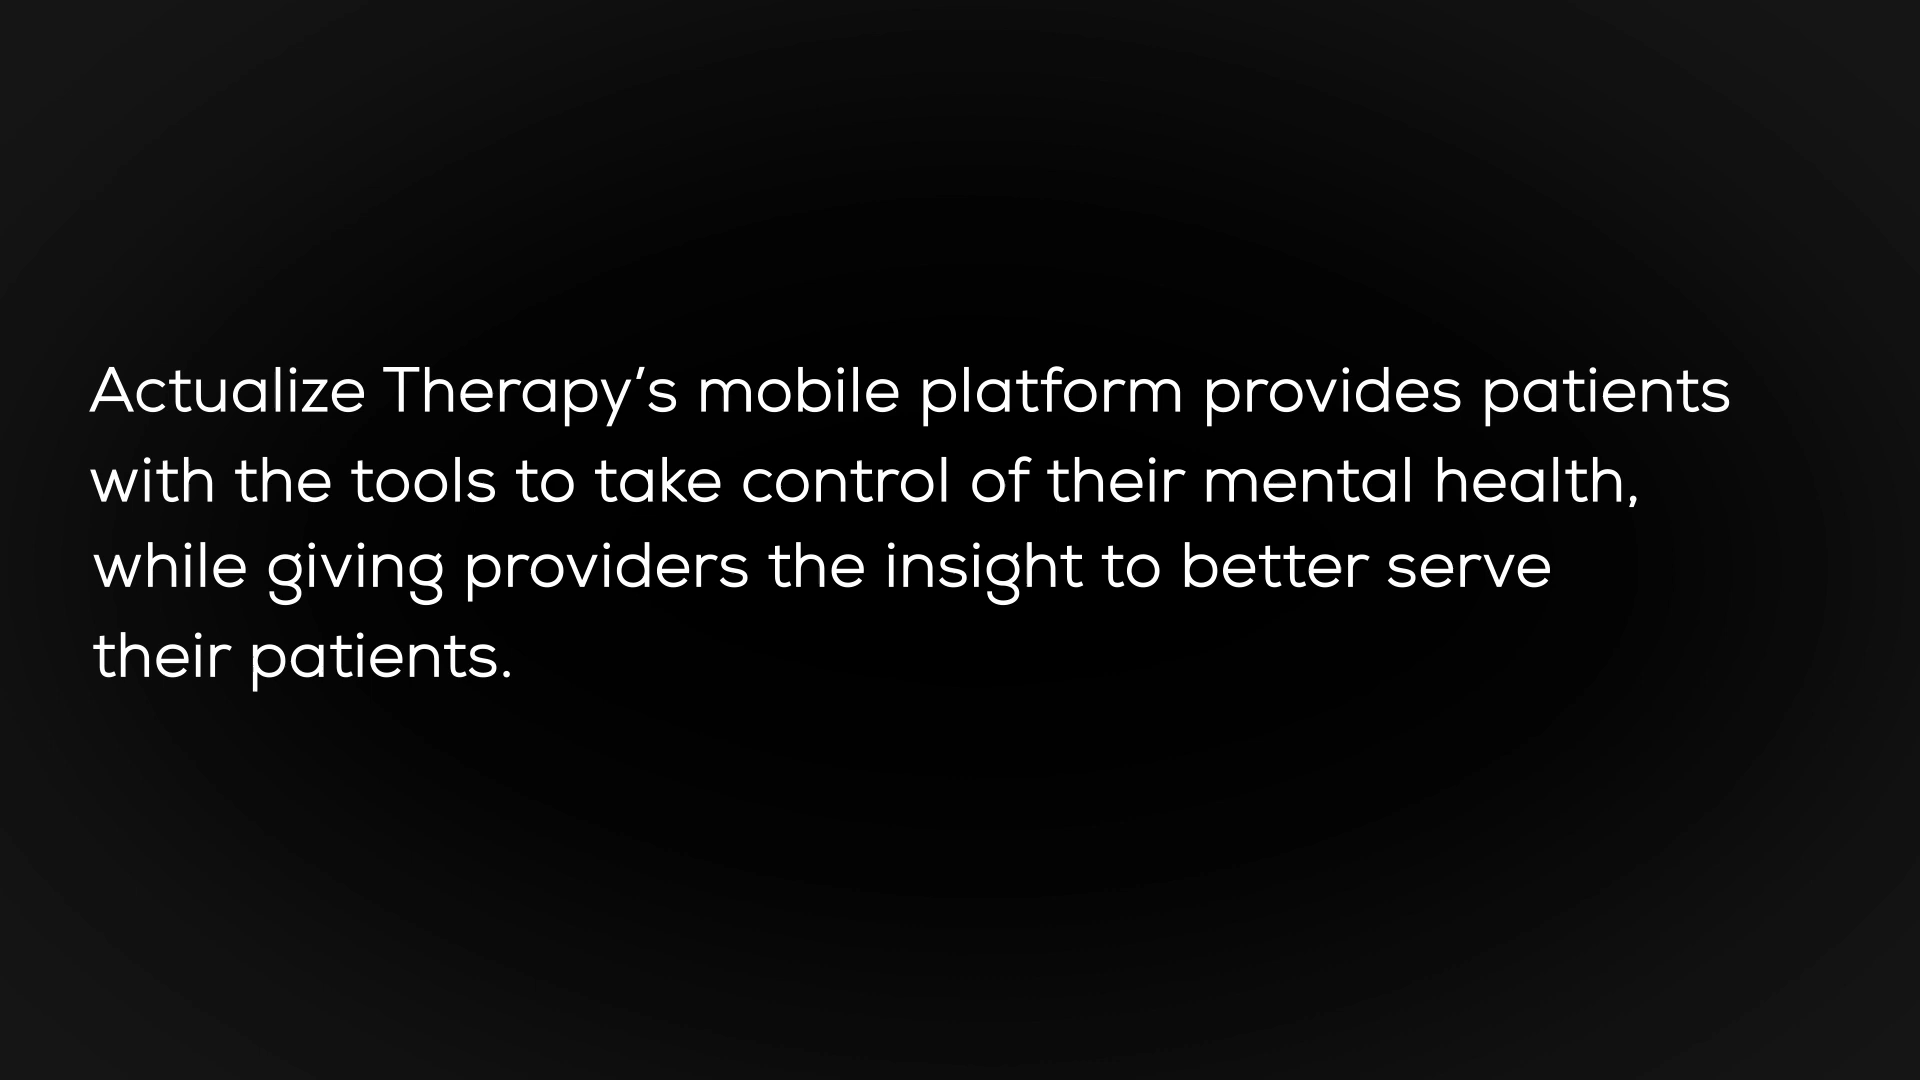 Actualize Therapy’s mobile platform provides patients
with the tools to take control of their mental health,
while giving providers the insight to better serve
their patients.